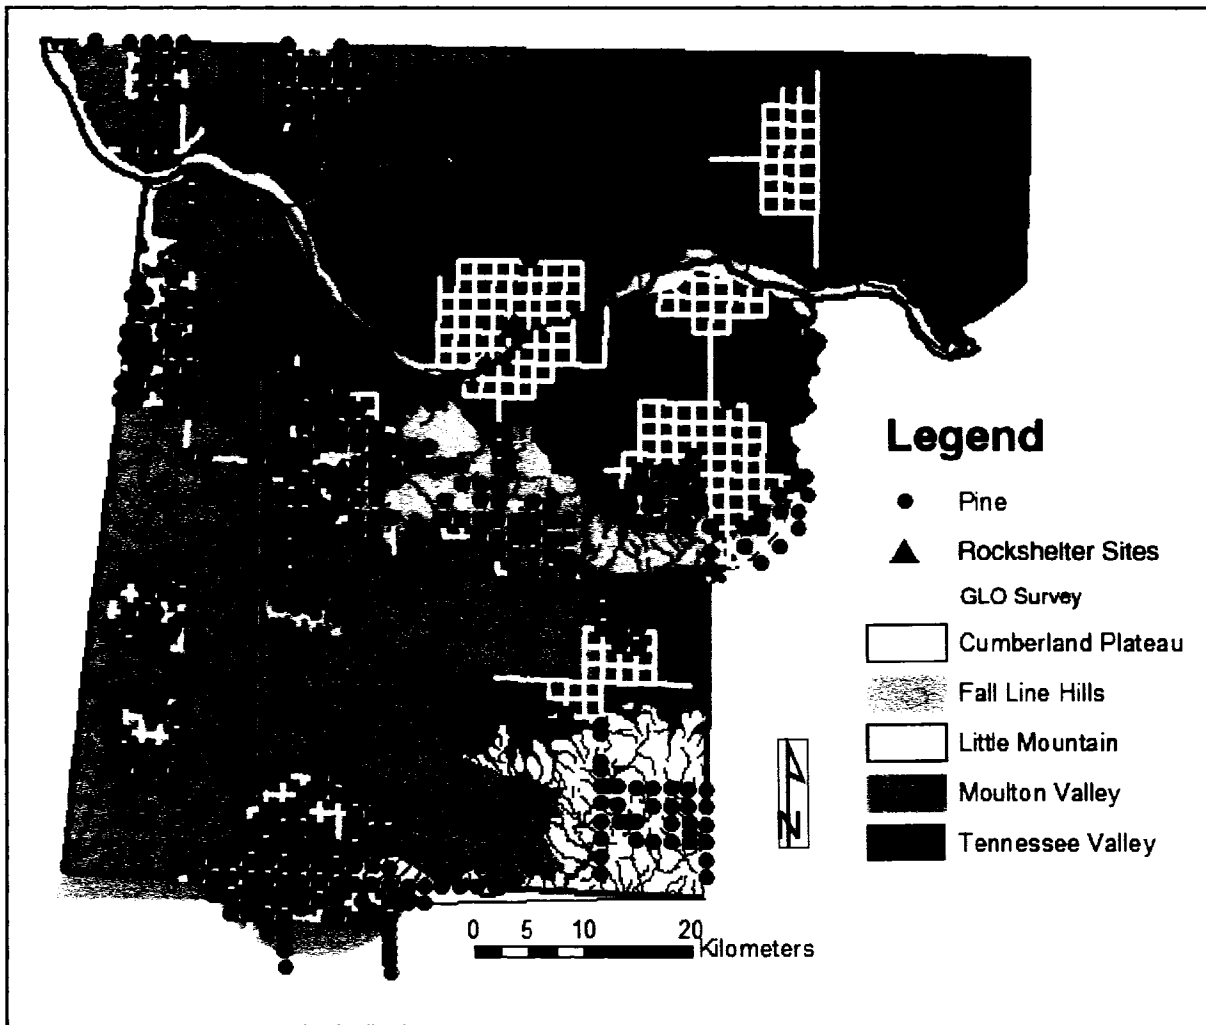 Legend
Pine
Rockshelter Sites
GLO Survey
Cumberland Plateau
Fall Line Hills
Little Mountain
Moulton Valley
Tennessee Valley
N
0 5 10 20
Kilometers